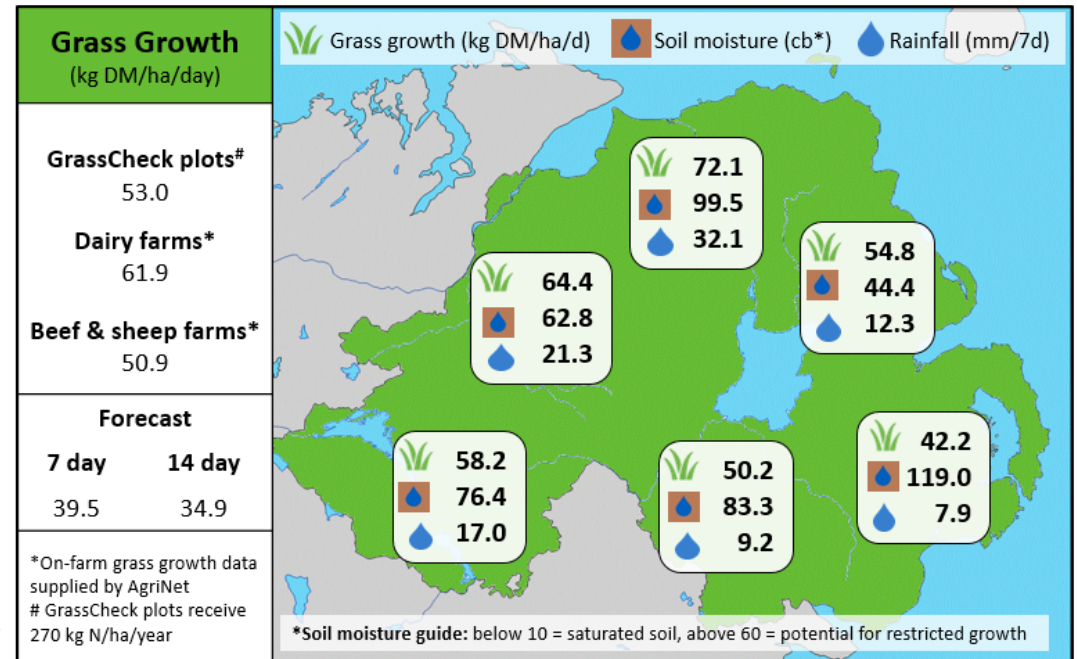 Grass Growth
(kg DM/ha/day)
GrassCheck plots#
53.0
Dairy farms*
61.9
Beef & sheep farms*
50.9
Forecast
7 day 14 day
39.5 34.9
*On-farm grass growth data
supplied by AgriNet
# GrassCheck plots receive
270 kg N/ha/year
Grass growth (kg DM/ha/d) Soil moisture (cb*) Rainfall (mm/7d)
72.1
99.5
32.1
54.8
44.4
12.3
64.4
62.8
21.3
58.2
76.4
17.0
50.2
83.3
9.2
42.2
119.0
7.9
*Soil moisture guide: below 10 = saturated soil, above 60 = potential for restricted growth